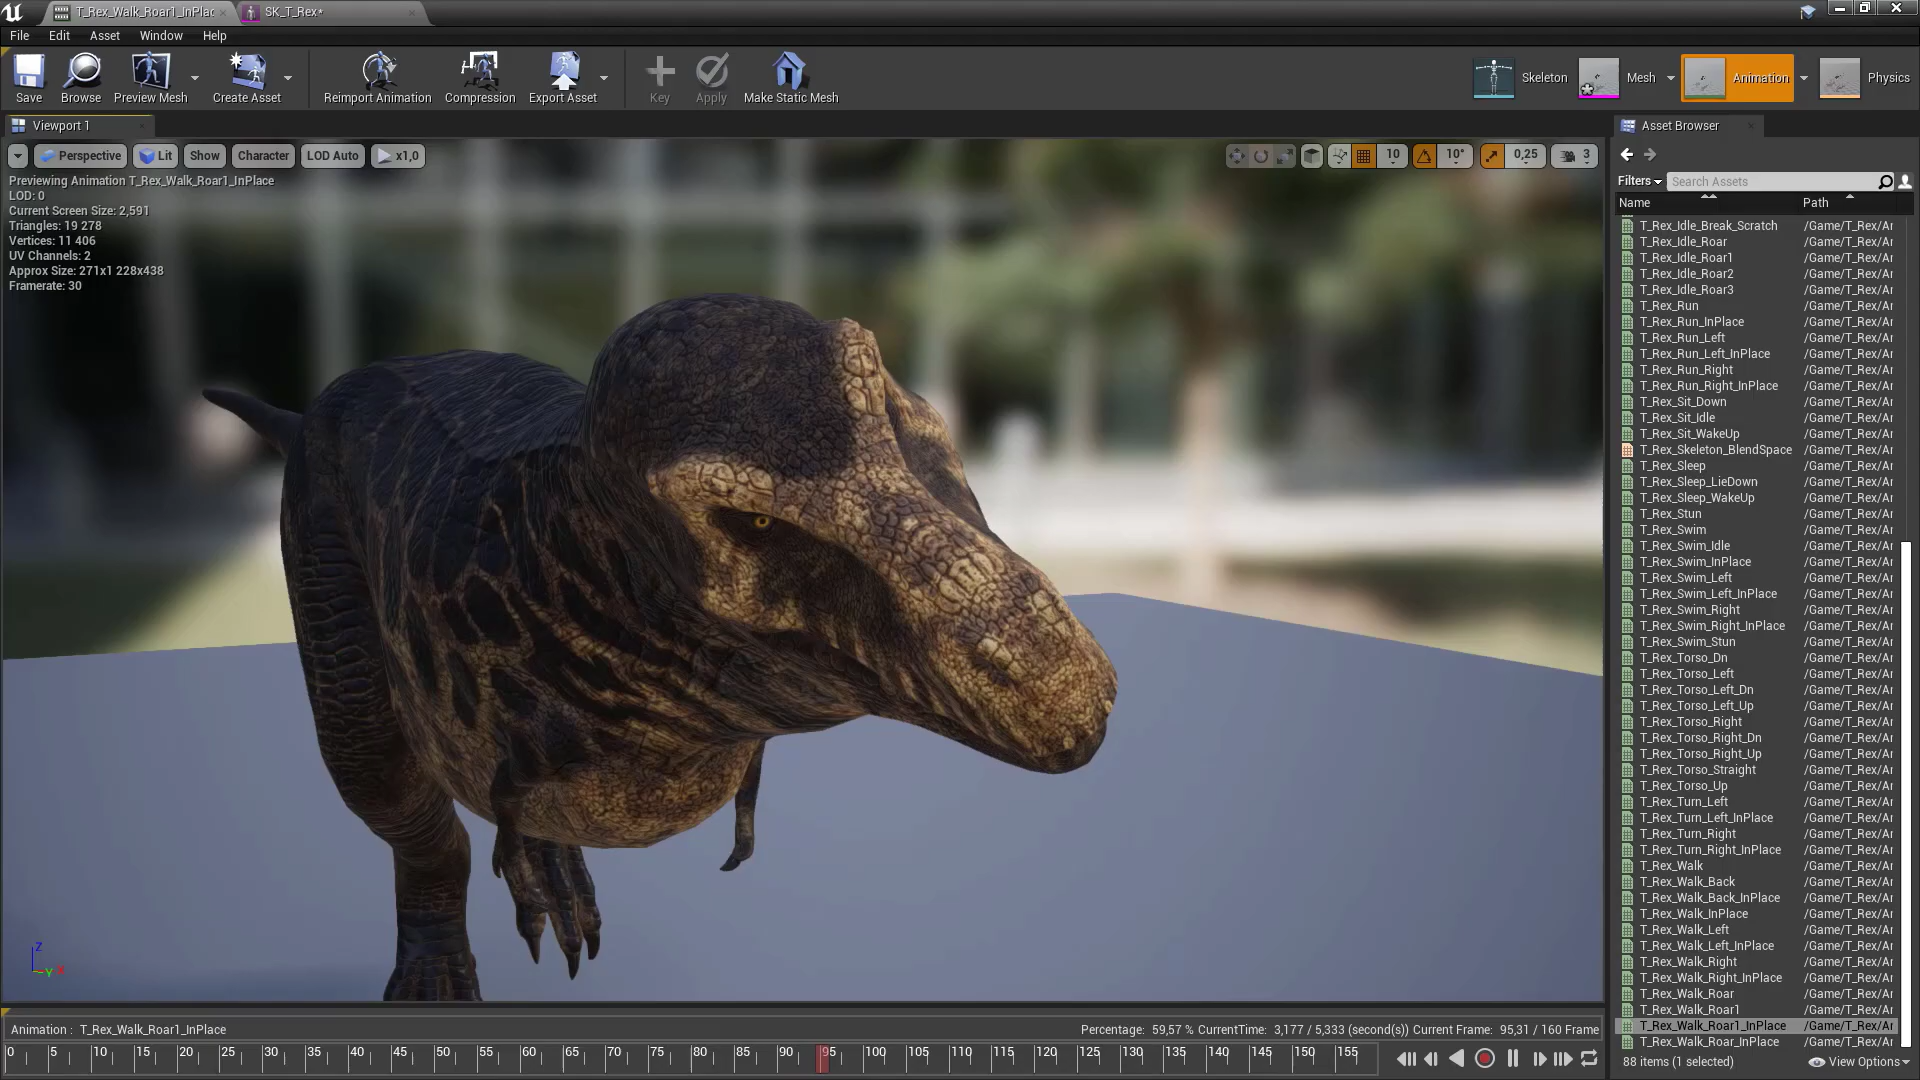 T_Rex_Walk_Roar1_InPlac
SK_T_Rex*
File Edit Asset Window Help
Save Browse Preview Mesh Create Asset Reimport Animation Compression Export Asset Key Apply Make Static Mesh Skeleton Mesh Animation Physics
Viewport 1
Perspective Lit Show Character LOD Auto x1,0 10 10° 0,25 3
Previewing Animation T_Rex_Walk_Roar1_InPlace
LOD: 0
Current Screen Size: 2,591
Triangles: 19 278
Vertices: 11 406
UV Channels: 2
Approx Size: 271x1 228x438
Framerate: 30
Z
Y X
Asset Browser
Filters Search Assets
Name Path
T_Rex_Idle_Break_Scratch /Game/T_Rex/Ar
T_Rex_Idle_Roar /Game/T_Rex/Ar
T_Rex_Idle_Roar1 /Game/T_Rex/Ar
T_Rex_Idle_Roar2 /Game/T_Rex/Ar
T_Rex_Idle_Roar3 /Game/T_Rex/Ar
T_Rex_Run /Game/T_Rex/Ar
T_Rex_Run_InPlace /Game/T_Rex/Ar
T_Rex_Run_Left /Game/T_Rex/Ar
T_Rex_Run_Left_InPlace /Game/T_Rex/Ar
T_Rex_Run_Right /Game/T_Rex/Ar
T_Rex_Run_Right_InPlace /Game/T_Rex/Ar
T_Rex_Sit_Down /Game/T_Rex/Ar
T_Rex_Sit_Idle /Game/T_Rex/Ar
T_Rex_Sit_WakeUp /Game/T_Rex/Ar
T_Rex_Skeleton_BlendSpace /Game/T_Rex/Ar
T_Rex_Sleep /Game/T_Rex/Ar
T_Rex_Sleep_LieDown /Game/T_Rex/Ar
T_Rex_Sleep_WakeUp /Game/T_Rex/Ar
T_Rex_Stun /Game/T_Rex/Ar
T_Rex_Swim /Game/T_Rex/Ar
T_Rex_Swim_Idle /Game/T_Rex/Ar
T_Rex_Swim_InPlace /Game/T_Rex/Ar
T_Rex_Swim_Left /Game/T_Rex/Ar
T_Rex_Swim_Left_InPlace /Game/T_Rex/Ar
T_Rex_Swim_Right /Game/T_Rex/Ar
T_Rex_Swim_Right_InPlace /Game/T_Rex/Ar
T_Rex_Swim_Stun /Game/T_Rex/Ar
T_Rex_Torso_Dn /Game/T_Rex/Ar
T_Rex_Torso_Left /Game/T_Rex/Ar
T_Rex_Torso_Left_Dn /Game/T_Rex/Ar
T_Rex_Torso_Left_Up /Game/T_Rex/Ar
T_Rex_Torso_Right /Game/T_Rex/Ar
T_Rex_Torso_Right_Dn /Game/T_Rex/Ar
T_Rex_Torso_Right_Up /Game/T_Rex/Ar
T_Rex_Torso_Straight /Game/T_Rex/Ar
T_Rex_Torso_Up /Game/T_Rex/Ar
T_Rex_Turn_Left /Game/T_Rex/Ar
T_Rex_Turn_Left_InPlace /Game/T_Rex/Ar
T_Rex_Turn_Right /Game/T_Rex/Ar
T_Rex_Turn_Right_InPlace /Game/T_Rex/Ar
T_Rex_Walk /Game/T_Rex/Ar
T_Rex_Walk_Back /Game/T_Rex/Ar
T_Rex_Walk_Back_InPlace /Game/T_Rex/Ar
T_Rex_Walk_InPlace /Game/T_Rex/Ar
T_Rex_Walk_Left /Game/T_Rex/Ar
T_Rex_Walk_Left_InPlace /Game/T_Rex/Ar
T_Rex_Walk_Right /Game/T_Rex/Ar
T_Rex_Walk_Right_InPlace /Game/T_Rex/Ar
T_Rex_Walk_Roar /Game/T_Rex/Ar
T_Rex_Walk_Roar1 /Game/T_Rex/Ar
T_Rex_Walk_Roar1_InPlace /Game/T_Rex/Ar
T_Rex_Walk_Roar_InPlace /Game/T_Rex/Ar
88 items (1 selected) View Options
Animation : T_Rex_Walk_Roar1_InPlace Percentage: 59,57 % CurrentTime: 3,177 / 5,333 (second(s)) Current Frame: 95,31 / 160 Frame
0 5 10 15 20 25 30 35 40 45 50 55 60 65 70 75 80 85 90 95 100 105 110 115 120 125 130 135 140 145 150 155